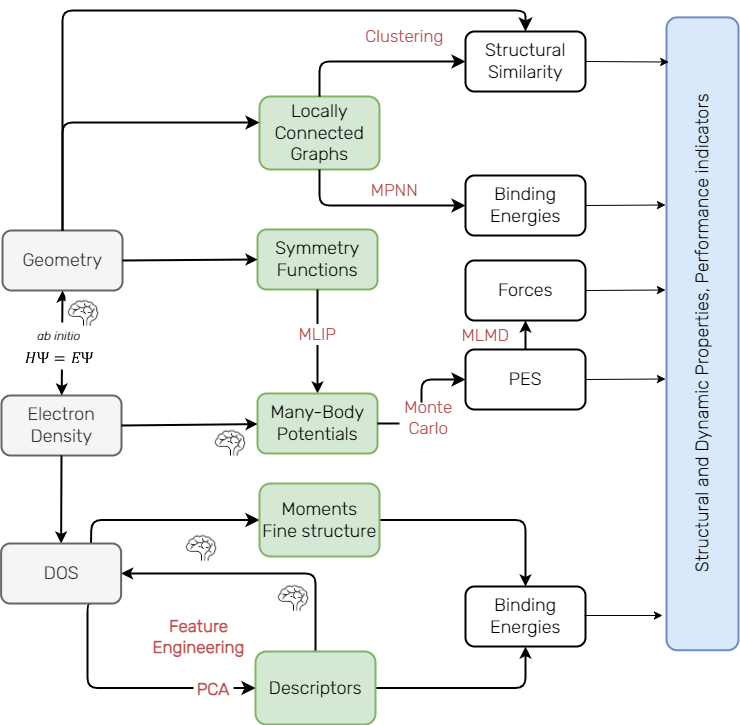 Clustering
Structural
Similarity
Locally
Connected
Graphs
MPNN
Binding
Energies
Geometry
Symmetry
Functions
Forces
ab initio
HΨ = EΨ
MLIP
MLMD
PES
Electron
Density
Many-Body
Potentials
Monte
Carlo
Moments
Fine structure
DOS
Feature
Engineering
Binding
Energies
PCA
Descriptors
Structural and Dynamic Properties, Performance indicators